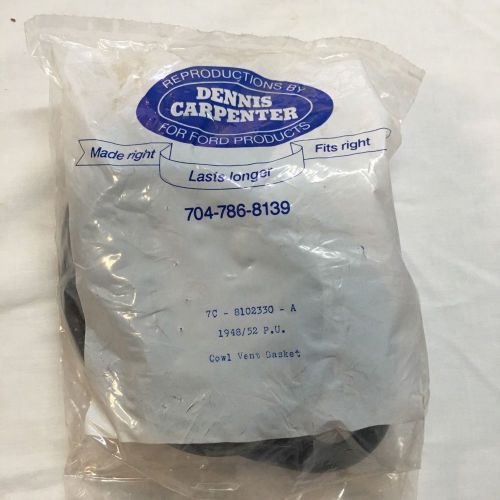 REPRODUCTIONS BY
DENNIS
CARPENTER
FOR FORD PRODUCTS
Made right
Lasts longer
Fits right
704-786-8139
7C - 8102330 - A
1948/52 P.U.
Cowl Vent Gasket